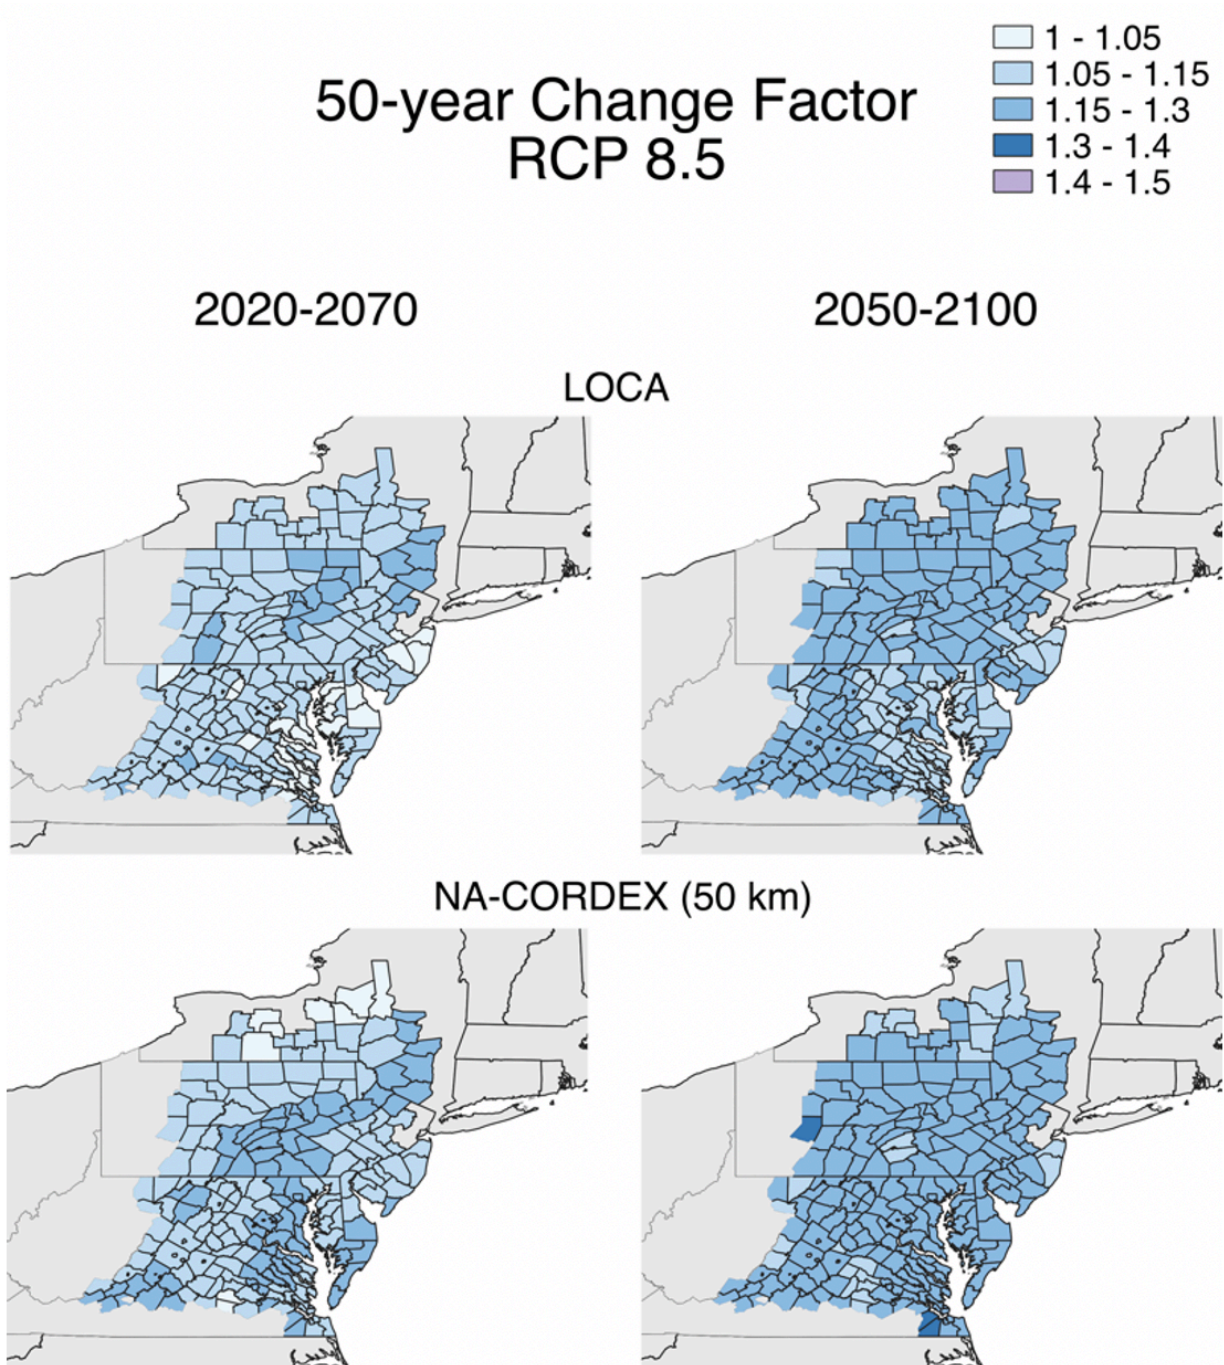 1 - 1.05
1.05 - 1.15
1.15 - 1.3
1.3 - 1.4
1.4 - 1.5
50-year Change Factor
RCP 8.5
2020-2070
2050-2100
LOCA
NA-CORDEX (50 km)